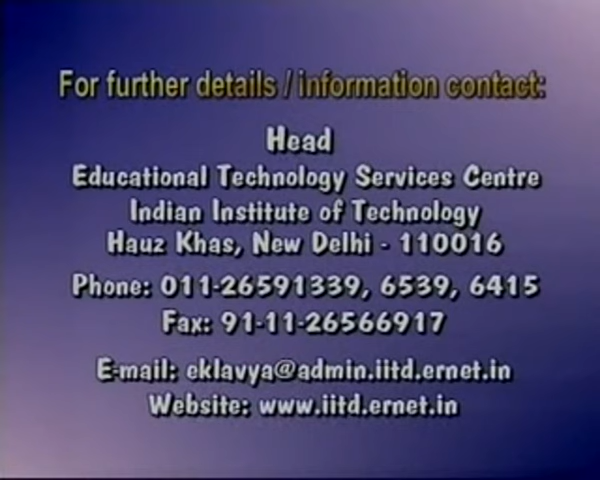 For further details / information contact:
Head
Educational Technology Services Centre
Indian Institute of Technology
Hauz Khas, New Delhi - 110016
Phone: 011-26591339, 6539, 6415
Fax: 91-11-26566917
E-mail: eklavya@admin.iitd.ernet.in
Website: www.iitd.ernet.in